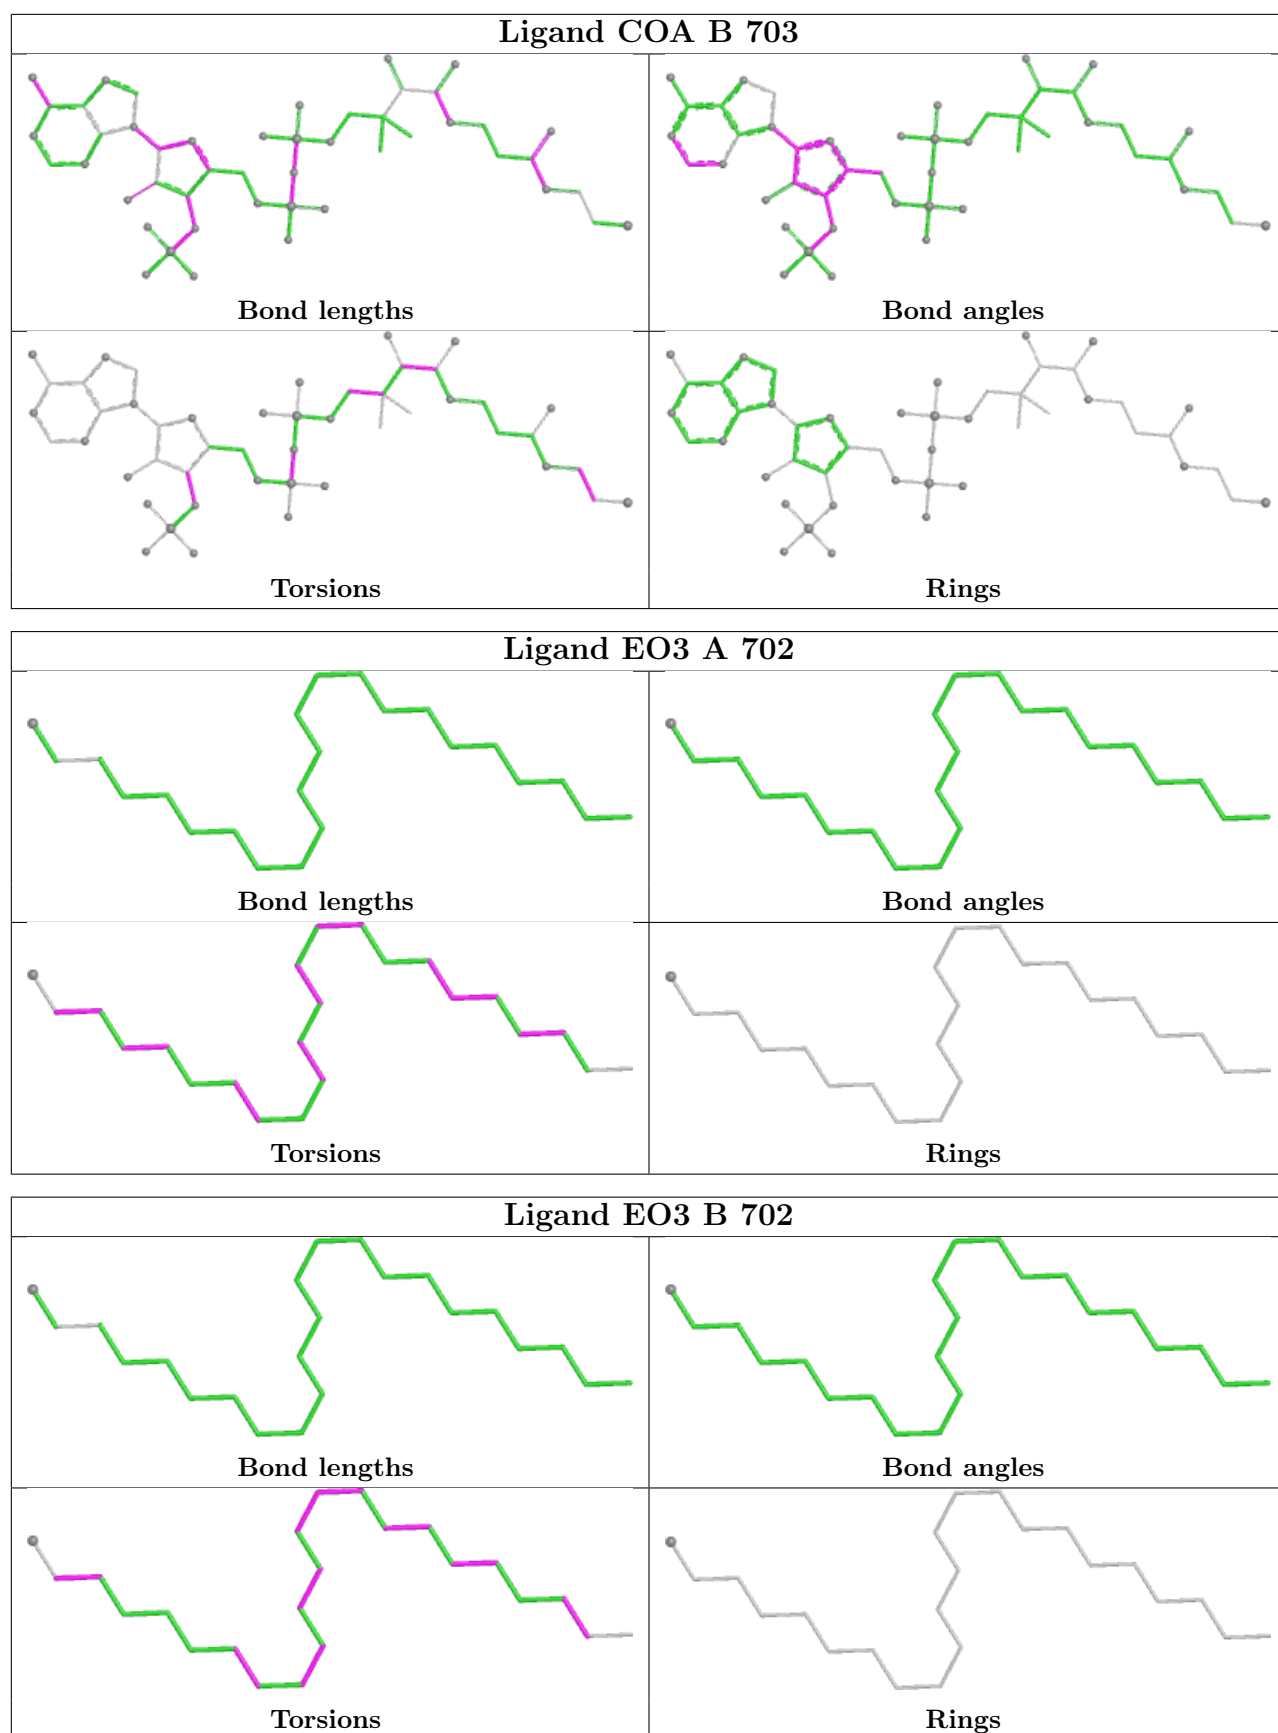 Ligand COA B 703
Bond lengths
Bond angles
Torsions
Rings
Ligand EO3 A 702
Bond lengths
Bond angles
Torsions
Rings
Ligand EO3 B 702
Bond lengths
Bond angles
Torsions
Rings